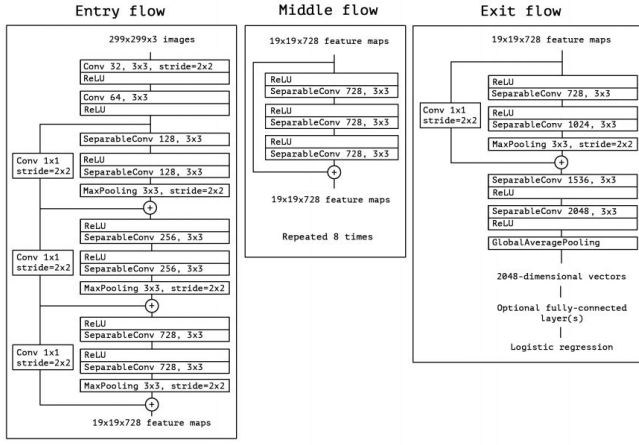 Entry flow
299x299x3 images
Conv 32, 3x3, stride=2x2
ReLU
Conv 64, 3x3
ReLU
SeparableConv 128, 3x3
Conv 1x1
stride=2x2
ReLU
SeparableConv 128, 3x3
MaxPooling 3x3, stride=2x2
+
ReLU
SeparableConv 256, 3x3
Conv 1x1
stride=2x2
ReLU
SeparableConv 256, 3x3
MaxPooling 3x3, stride=2x2
+
ReLU
SeparableConv 728, 3x3
Conv 1x1
stride=2x2
ReLU
SeparableConv 728, 3x3
MaxPooling 3x3, stride=2x2
+
19x19x728 feature maps
Middle flow
19x19x728 feature maps
ReLU
SeparableConv 728, 3x3
ReLU
SeparableConv 728, 3x3
ReLU
SeparableConv 728, 3x3
+
19x19x728 feature maps
Repeated 8 times
Exit flow
19x19x728 feature maps
ReLU
SeparableConv 728, 3x3
Conv 1x1
stride=2x2
ReLU
SeparableConv 1024, 3x3
MaxPooling 3x3, stride=2x2
+
SeparableConv 1536, 3x3
ReLU
SeparableConv 2048, 3x3
ReLU
GlobalAveragePooling
2048-dimensional vectors
Optional fully-connected
layer(s)
Logistic regression